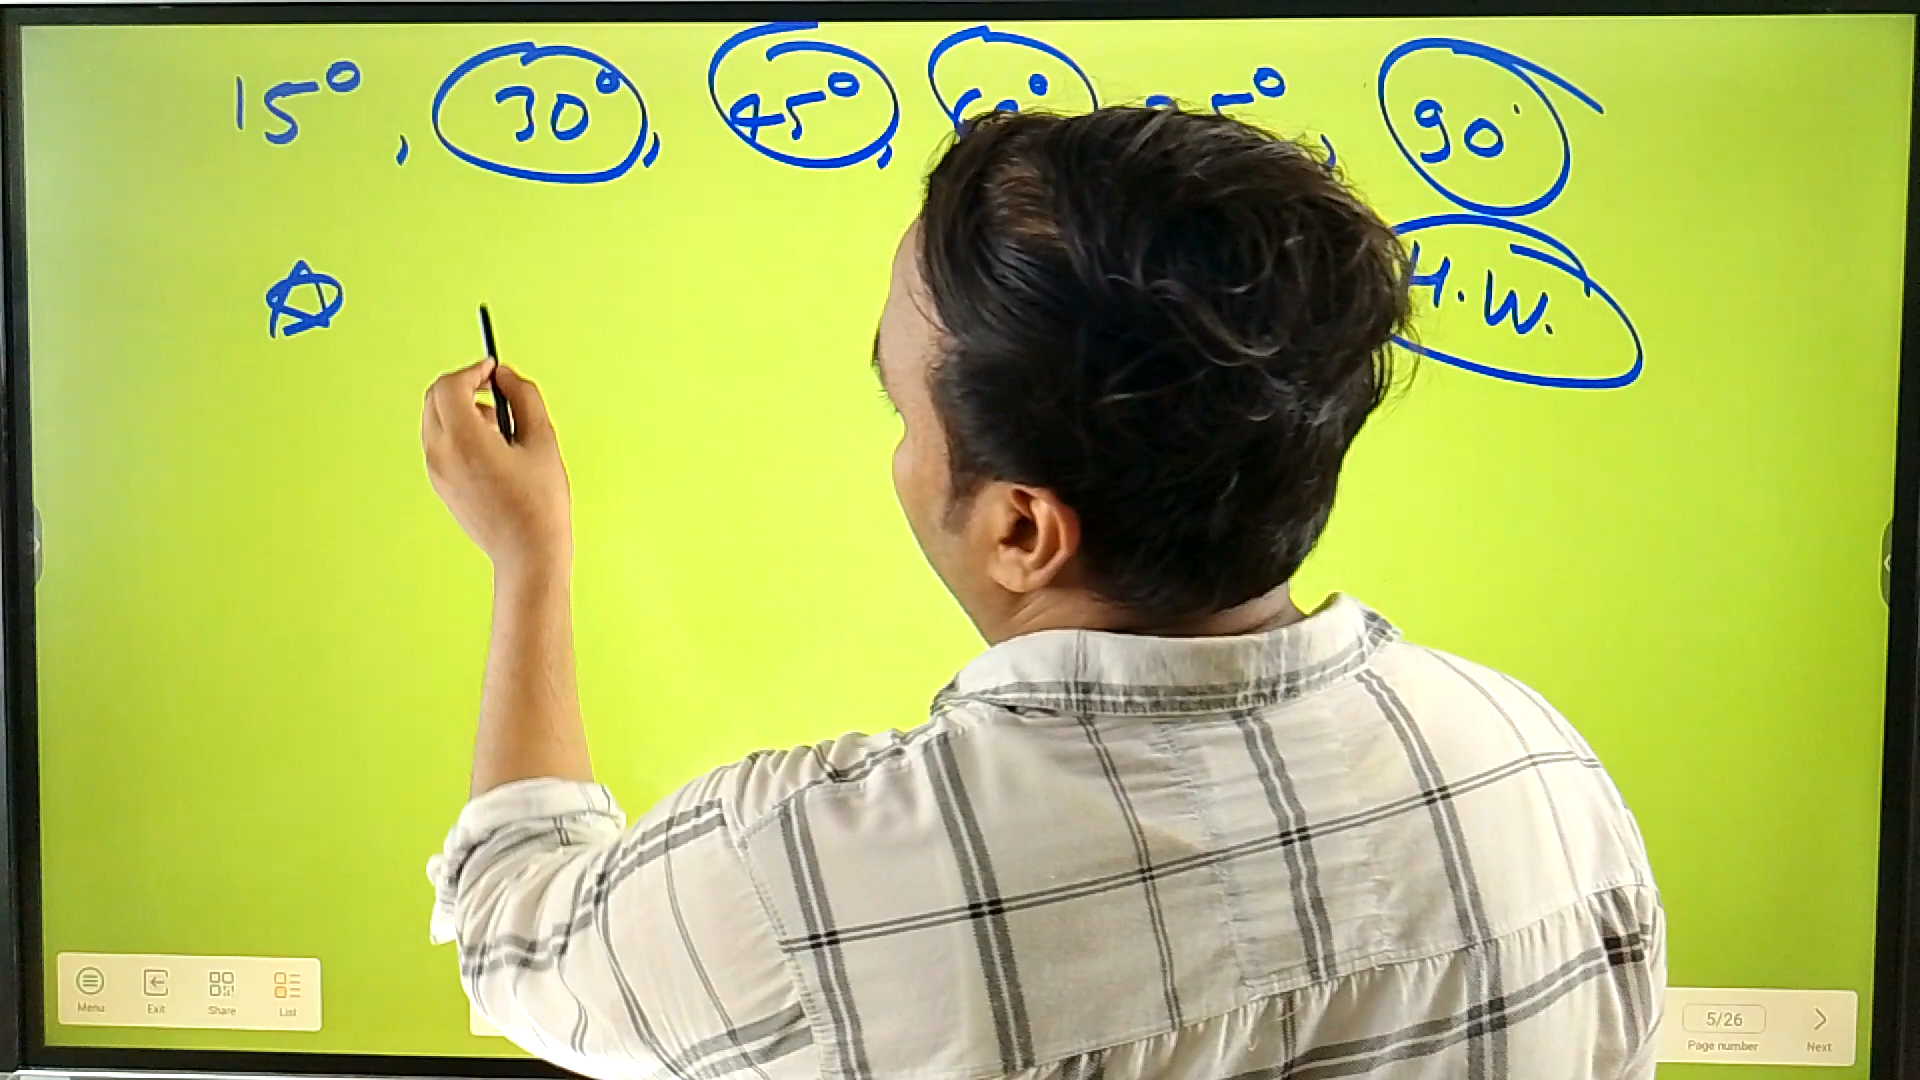 15°, 30°, 45°, 90°
H.W.
Menu Exit Share List
5/26
Page number Next